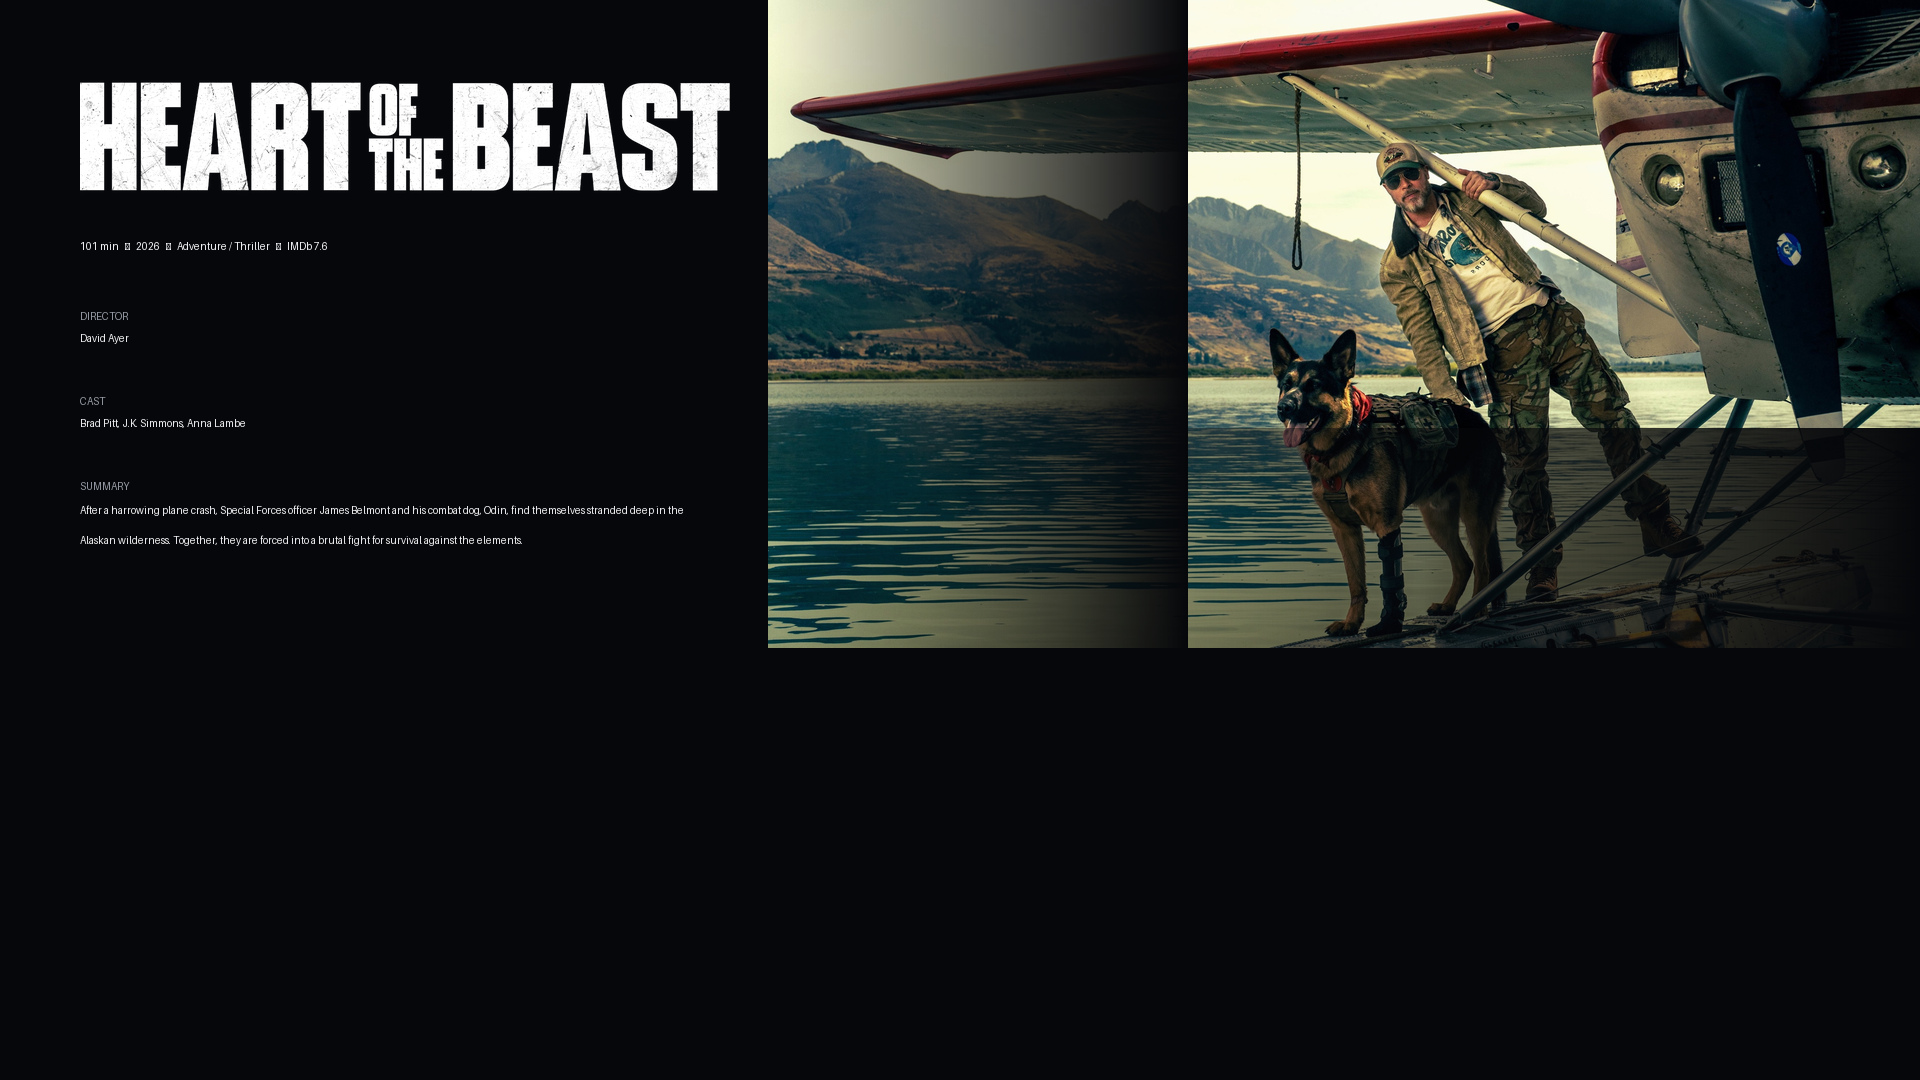 HEART OF THE BEAST
101 min  2026  Adventure / Thriller  IMDb 7.6
DIRECTOR
David Ayer
CAST
Brad Pitt, J.K. Simmons, Anna Lambe
SUMMARY
After a harrowing plane crash, Special Forces officer James Belmont and his combat dog, Odin, find themselves stranded deep in the
Alaskan wilderness. Together, they are forced into a brutal fight for survival against the elements.